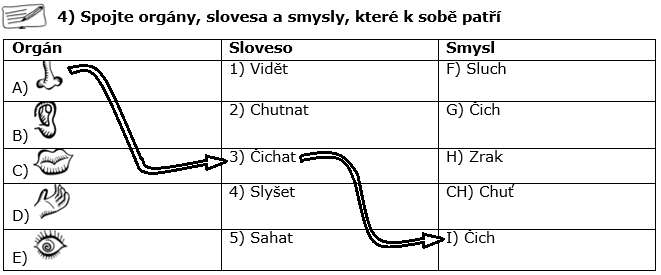 4) Spojte orgány, slovesa a smysly, které k sobě patří
Orgán Sloveso Smysl
A) 1) Vidět F) Sluch
B) 2) Chutnat G) Čich
C) 3) Čichat H) Zrak
D) 4) Slyšet CH) Chuť
E) 5) Sahat I) Čich